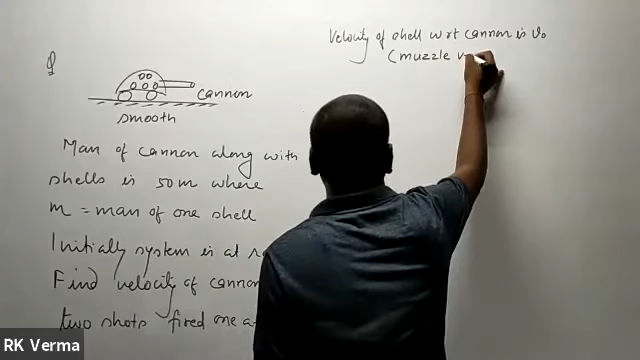 Velocity of shell wrt cannon is V₀
(muzzle v
Q
cannon
smooth
Mass of cannon along with
shells is 50m where
m = mass of one shell
Initially system is at r
Find velocity of cannon
two shots fired one a
RK Verma